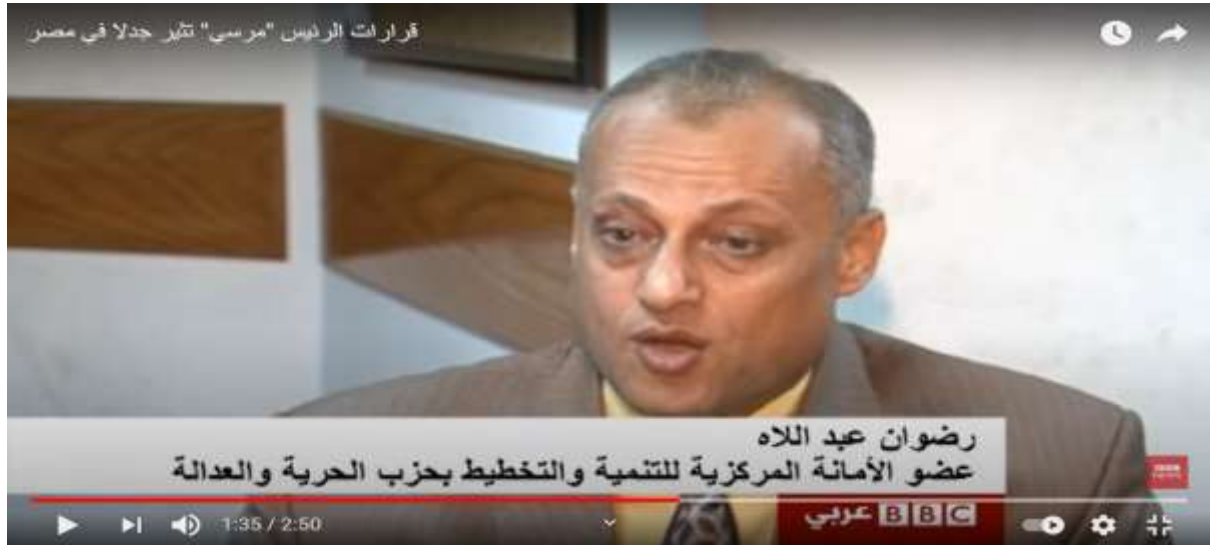 قرارات الرئيس "مرسي" تثير جدلا في مصر
رضوان عبد اللاه
عضو الأمانة المركزية للتنمية والتخطيط بحزب الحرية والعدالة
BBC عربي
1:35 / 2:50